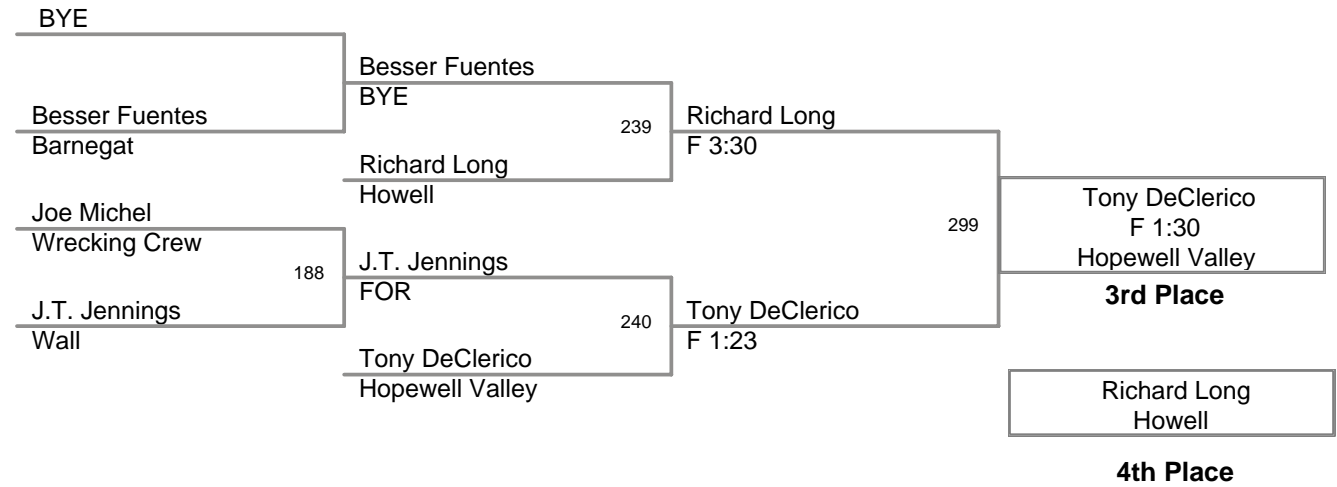 BYE
Besser Fuentes
Barnegat
Joe Michel
Wrecking Crew
188
J.T. Jennings
Wall
Besser Fuentes
BYE
239
Richard Long
Howell
J.T. Jennings
FOR
240
Tony DeClerico
Hopewell Valley
Richard Long
F 3:30
299
Tony DeClerico
F 1:23
Tony DeClerico
F 1:30
Hopewell Valley
3rd Place
Richard Long
Howell
4th Place